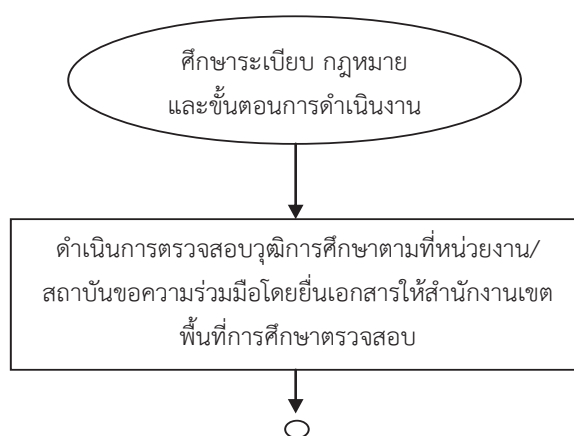 ศึกษาระเบียบ กฎหมาย
และขั้นตอนการดำเนินงาน
ดำเนินการตรวจสอบวุฒิการศึกษาตามที่หน่วยงาน/
สถาบันขอความร่วมมือโดยยื่นเอกสารให้สำนักงานเขต
พื้นที่การศึกษาตรวจสอบ